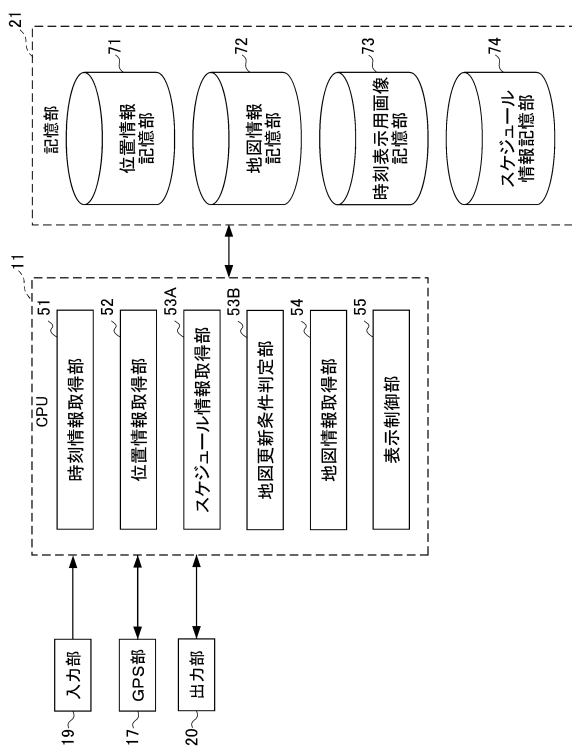 19
入力部
17
GPS部
20
出力部
11
CPU
51
時刻情報取得部
52
位置情報取得部
53A
スケジュール情報取得部
53B
地図更新条件判定部
54
地図情報取得部
55
表示制御部
21
記憶部
71
位置情報
記憶部
72
地図情報
記憶部
73
時刻表示用画像
記憶部
74
スケジュール
情報記憶部